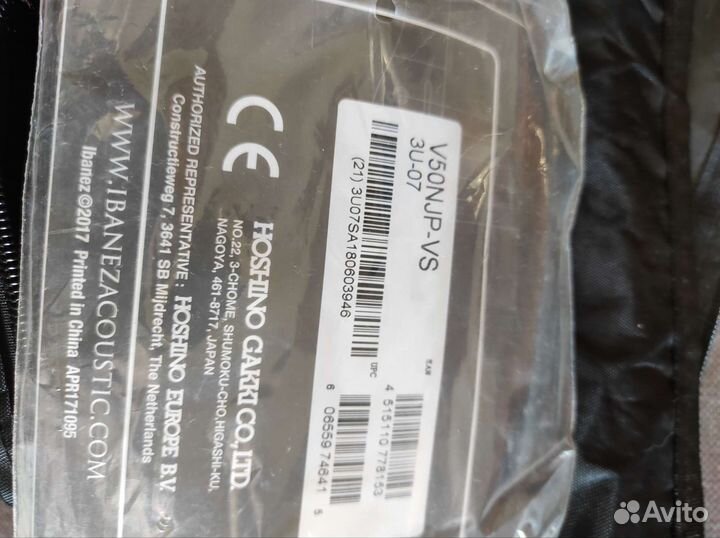 V50NJP-VS
3U-07
(21) 3U07SA180603946
4 515110 778153
UPC
6 06559 74641 5
HOSHINO GAKKI CO., LTD.
NO.22, 3-CHOME, SHUMOKU-CHO, HIGASHI-KU,
NAGOYA, 461-8717, JAPAN
CE
AUTHORIZED REPRESENTATIVE : HOSHINO EUROPE B.V.
Constructieweg 7, 3641 SB Mijdrecht, The Netherlands
WWW.IBANEZACOUSTIC.COM
Ibanez ©2017 Printed in China APR171095
Avito